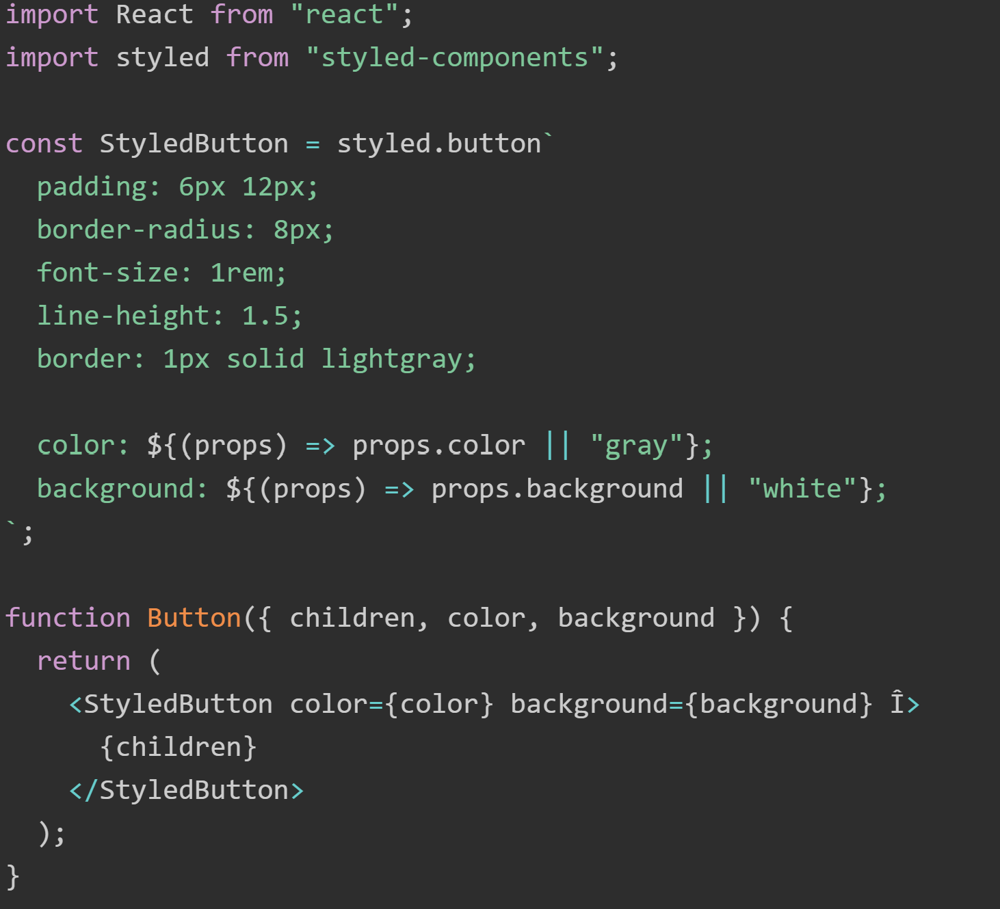 import React from "react";
import styled from "styled-components";

const StyledButton = styled.button`
  padding: 6px 12px;
  border-radius: 8px;
  font-size: 1rem;
  line-height: 1.5;
  border: 1px solid lightgray;

  color: ${(props) => props.color || "gray"};
  background: ${(props) => props.background || "white"};
`;

function Button({ children, color, background }) {
  return (
    <StyledButton color={color} background={background} Î>
      {children}
    </StyledButton>
  );
}